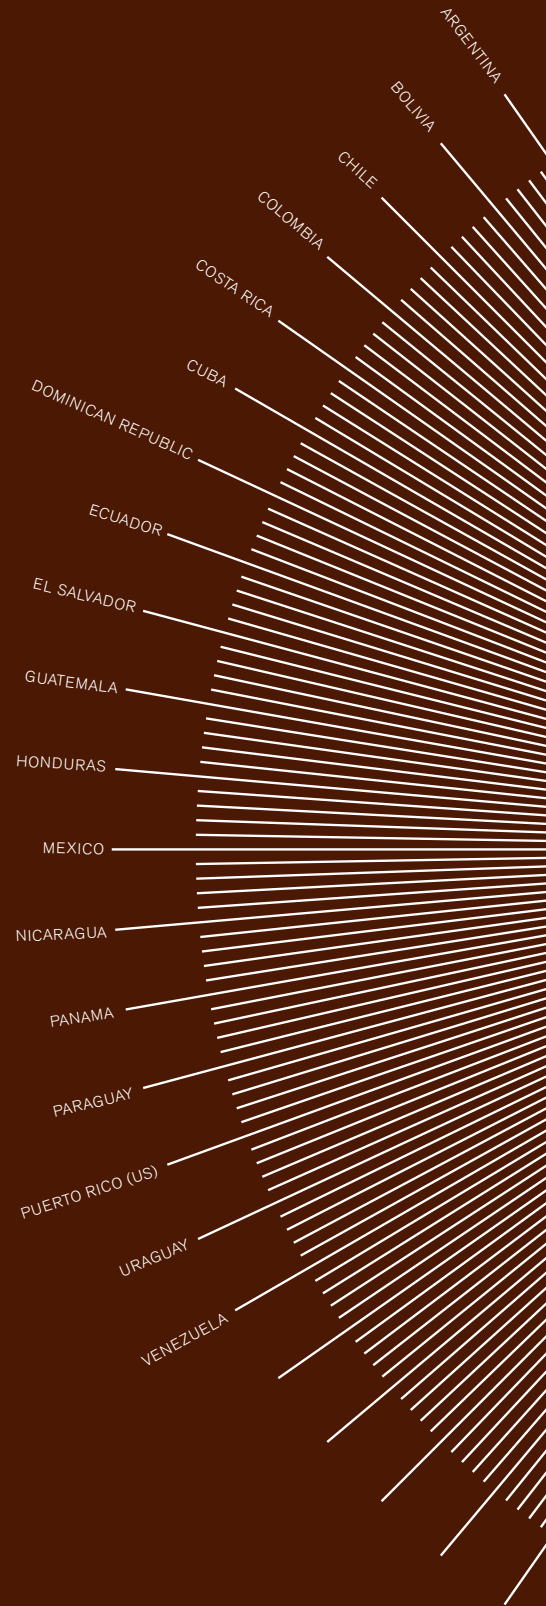 ARGENTINA
BOLIVIA
CHILE
COLOMBIA
COSTA RICA
CUBA
DOMINICAN REPUBLIC
ECUADOR
EL SALVADOR
GUATEMALA
HONDURAS
MEXICO
NICARAGUA
PANAMA
PARAGUAY
PUERTO RICO (US)
URAGUAY
VENEZUELA